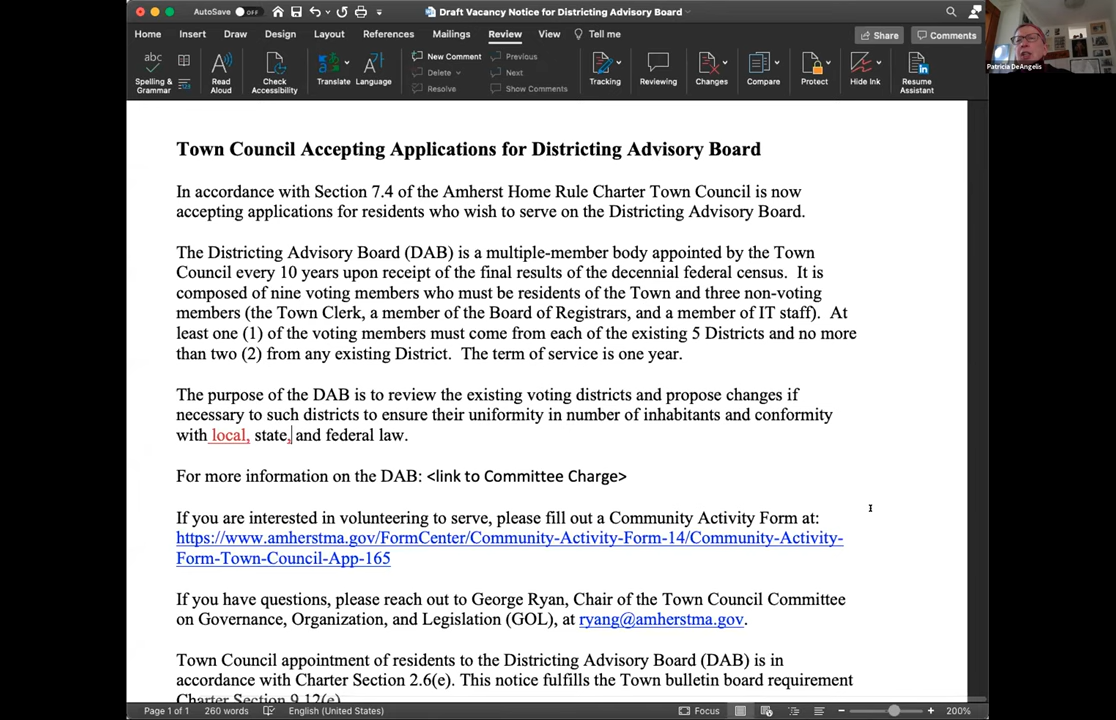 AutoSave OFF Draft Vacancy Notice for Districting Advisory Board
Home Insert Draw Design Layout References Mailings Review View Tell me Share Comments
abc Spelling & Grammar
Read Aloud
Check Accessibility
Translate Language
New Comment
Delete
Resolve
Previous
Next
Show Comments
Tracking
Reviewing
Changes
Compare
Protect
Hide Ink
Resume Assistant
Patricia DeAngelis
Town Council Accepting Applications for Districting Advisory Board
In accordance with Section 7.4 of the Amherst Home Rule Charter Town Council is now
accepting applications for residents who wish to serve on the Districting Advisory Board.
The Districting Advisory Board (DAB) is a multiple-member body appointed by the Town
Council every 10 years upon receipt of the final results of the decennial federal census. It is
composed of nine voting members who must be residents of the Town and three non-voting
members (the Town Clerk, a member of the Board of Registrars, and a member of IT staff). At
least one (1) of the voting members must come from each of the existing 5 Districts and no more
than two (2) from any existing District. The term of service is one year.
The purpose of the DAB is to review the existing voting districts and propose changes if
necessary to such districts to ensure their uniformity in number of inhabitants and conformity
with local, state, and federal law.
For more information on the DAB: <link to Committee Charge>
If you are interested in volunteering to serve, please fill out a Community Activity Form at:
https://www.amherstma.gov/FormCenter/Community-Activity-Form-14/Community-Activity-
Form-Town-Council-App-165
If you have questions, please reach out to George Ryan, Chair of the Town Council Committee
on Governance, Organization, and Legislation (GOL), at ryang@amherstma.gov.
Town Council appointment of residents to the Districting Advisory Board (DAB) is in
accordance with Charter Section 2.6(e). This notice fulfills the Town bulletin board requirement
Charter Section 9.12(e)
Page 1 of 1 260 words English (United States) Focus 200%